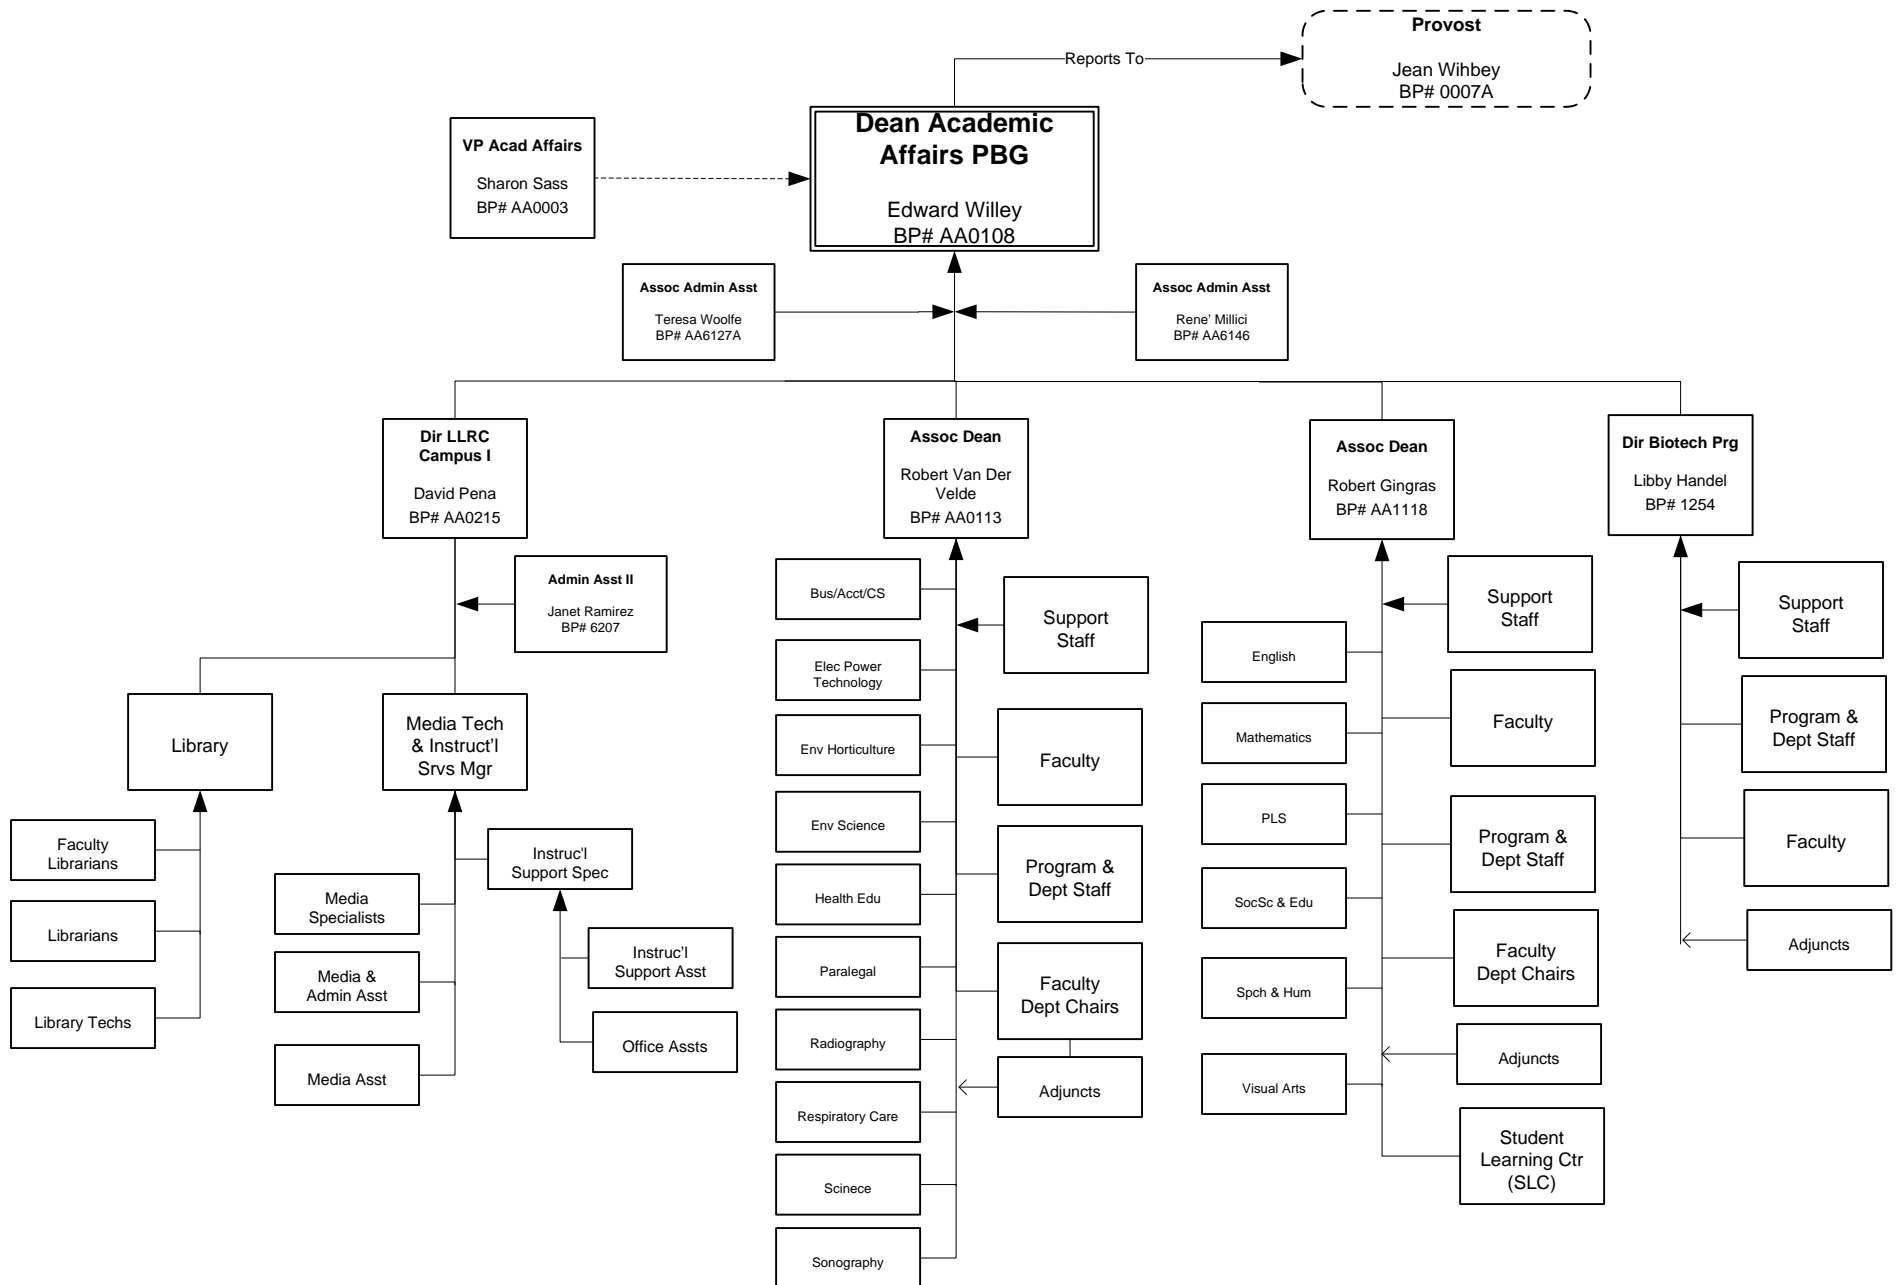 Provost
Jean Wihbey
BP# 0007A
Reports To
Dean Academic
Affairs PBG
Edward Willey
BP# AA0108
VP Acad Affairs
Sharon Sass
BP# AA0003
Assoc Admin Asst
Teresa Woolfe
BP# AA6127A
Assoc Admin Asst
Rene' Millici
BP# AA6146
Dir LLRC
Campus I
David Pena
BP# AA0215
Assoc Dean
Robert Van Der
Velde
BP# AA0113
Assoc Dean
Robert Gingras
BP# AA1118
Dir Biotech Prg
Libby Handel
BP# 1254
Admin Asst II
Janet Ramirez
BP# 6207
Library
Media Tech
& Instruct'l
Srvs Mgr
Faculty
Librarians
Librarians
Library Techs
Media
Specialists
Media &
Admin Asst
Media Asst
Instruc'l
Support Spec
Instruc'l
Support Asst
Office Assts
Bus/Acct/CS
Elec Power
Technology
Env Horticulture
Env Science
Health Edu
Paralegal
Radiography
Respiratory Care
Scinece
Sonography
Support
Staff
Faculty
Program &
Dept Staff
Faculty
Dept Chairs
Adjuncts
English
Mathematics
PLS
SocSc & Edu
Spch & Hum
Visual Arts
Support
Staff
Faculty
Program &
Dept Staff
Faculty
Dept Chairs
Adjuncts
Student
Learning Ctr
(SLC)
Support
Staff
Program &
Dept Staff
Faculty
Adjuncts